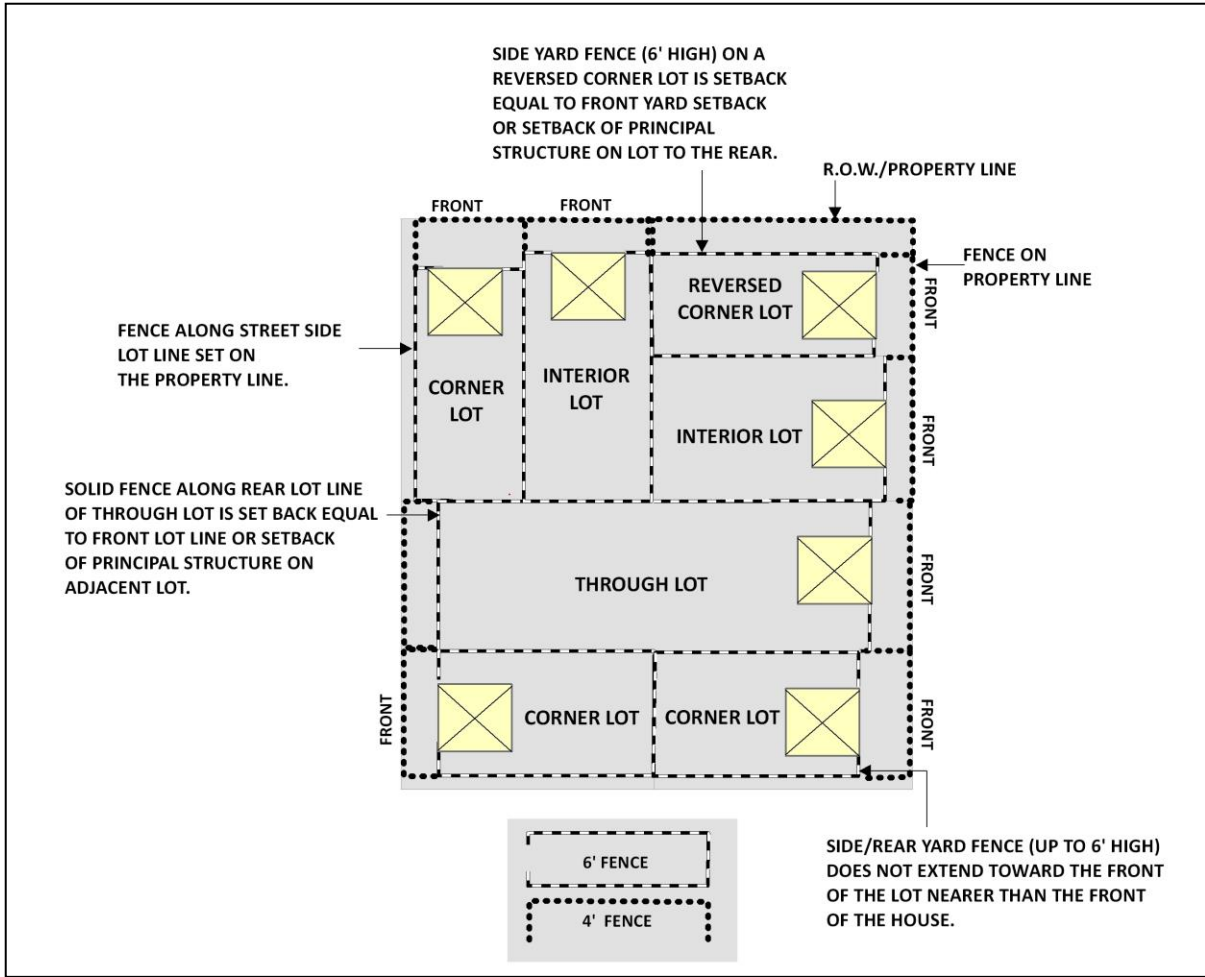 SIDE YARD FENCE (6' HIGH) ON A
REVERSED CORNER LOT IS SETBACK
EQUAL TO FRONT YARD SETBACK
OR SETBACK OF PRINCIPAL
STRUCTURE ON LOT TO THE REAR.
R.O.W./PROPERTY LINE
FRONT
FRONT
FENCE ON
PROPERTY LINE
FRONT
REVERSED
CORNER LOT
FENCE ALONG STREET SIDE
LOT LINE SET ON
THE PROPERTY LINE.
CORNER
LOT
INTERIOR
LOT
INTERIOR LOT
FRONT
SOLID FENCE ALONG REAR LOT LINE
OF THROUGH LOT IS SET BACK EQUAL
TO FRONT LOT LINE OR SETBACK
OF PRINCIPAL STRUCTURE ON
ADJACENT LOT.
THROUGH LOT
FRONT
FRONT
CORNER LOT
CORNER LOT
FRONT
SIDE/REAR YARD FENCE (UP TO 6' HIGH)
DOES NOT EXTEND TOWARD THE FRONT
OF THE LOT NEARER THAN THE FRONT
OF THE HOUSE.
6' FENCE
4' FENCE